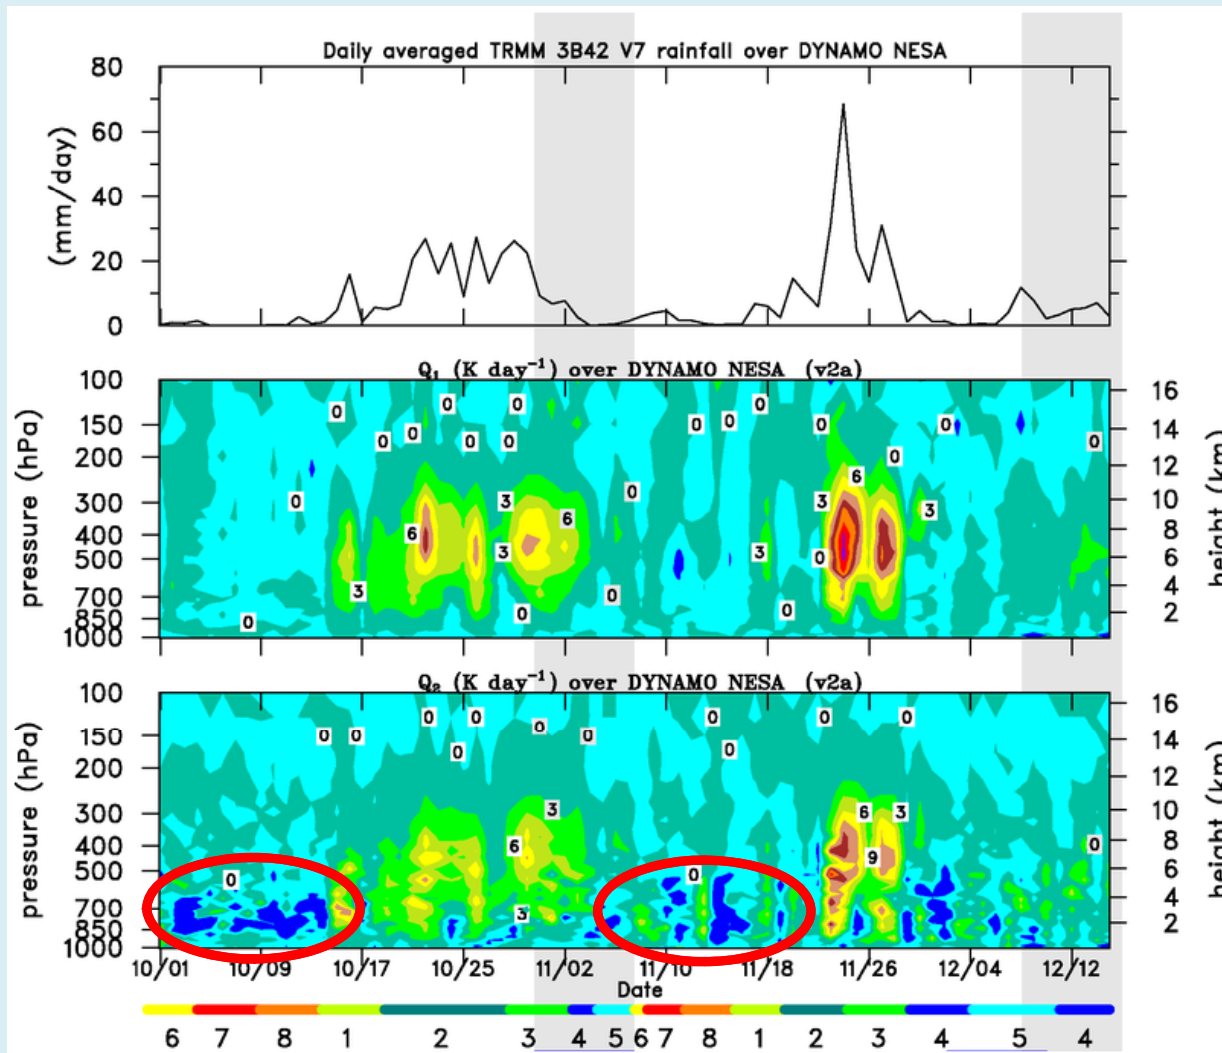 Daily averaged TRMM 3B42 V7 rainfall over DYNAMO NESA
80
60
40
20
0
(mm/day)
Q₁ (K day⁻¹) over DYNAMO NESA (v2a)
100
150
200
300
400
500
700
850
1000
pressure (hPa)
16
14
12
10
8
6
4
2
height (km)
0 0 0
0 0 0 0
0 0 0 0 0
0 0
0
0 3 3 6 3
6 6 3
3 3 0
3 0
0 0 0
Q₂ (K day⁻¹) over DYNAMO NESA (v2a)
100
150
200
300
400
500
700
850
1000
pressure (hPa)
16
14
12
10
8
6
4
2
height (km)
0 0 0 0 0
0 0 0 0
0 0
3 6 3
6 9 0
0 0
3
10/01 10/09 10/17 10/25 11/02 11/10 11/18 11/26 12/04 12/12
Date
6 7 8 1 2 3 4 5 6 7 8 1 2 3 4 5 4